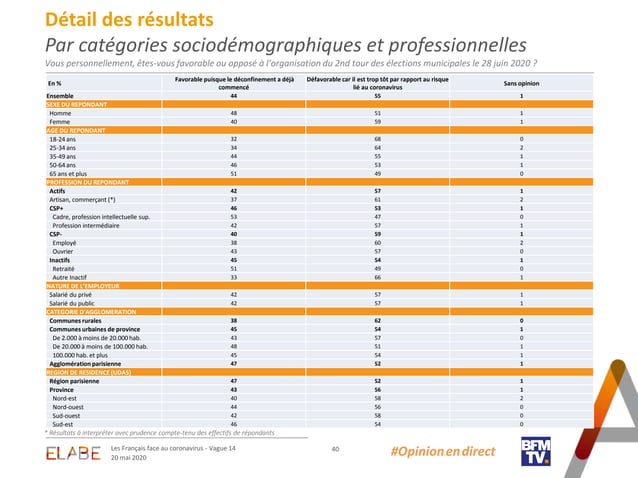 Détail des résultats
Par catégories sociodémographiques et professionnelles
Vous personnellement, êtes-vous favorable ou opposé à l'organisation du 2nd tour des élections municipales le 28 juin 2020 ?
En % Favorable puisque le déconfinement a déjà commencé Défavorable car il est trop tôt par rapport au risque lié au coronavirus Sans opinion
Ensemble 44 55 1
SEXE DU REPONDANT
Homme 48 51 1
Femme 40 59 1
AGE DU REPONDANT
18-24 ans 32 68 0
25-34 ans 34 64 2
35-49 ans 44 55 1
50-64 ans 46 53 1
65 ans et plus 51 49 0
PROFESSION DU REPONDANT
Actifs 42 57 1
Artisan, commerçant (*) 37 61 2
CSP+ 46 53 1
Cadre, profession intellectuelle sup. 53 47 0
Profession intermédiaire 42 57 1
CSP- 40 59 1
Employé 38 60 2
Ouvrier 43 57 0
Inactifs 45 54 1
Retraité 51 49 0
Autre Inactif 33 66 1
NATURE DE L'EMPLOYEUR
Salarié du privé 42 57 1
Salarié du public 42 57 1
CATEGORIE D'AGGLOMERATION
Communes rurales 38 62 0
Communes urbaines de province 45 54 1
De 2.000 à moins de 20.000 hab. 43 57 0
De 20.000 à moins de 100.000 hab. 48 51 1
100.000 hab. et plus 45 54 1
Agglomération parisienne 47 52 1
REGION DE RESIDENCE (UDA5)
Région parisienne 47 52 1
Province 43 56 1
Nord-est 40 58 2
Nord-ouest 44 56 0
Sud-ouest 42 58 0
Sud-est 46 54 0
* Résultats à interpréter avec prudence compte-tenu des effectifs de répondants
ELABE
Les Français face au coronavirus - Vague 14
20 mai 2020
40
#Opinion en direct
BFM
TV.